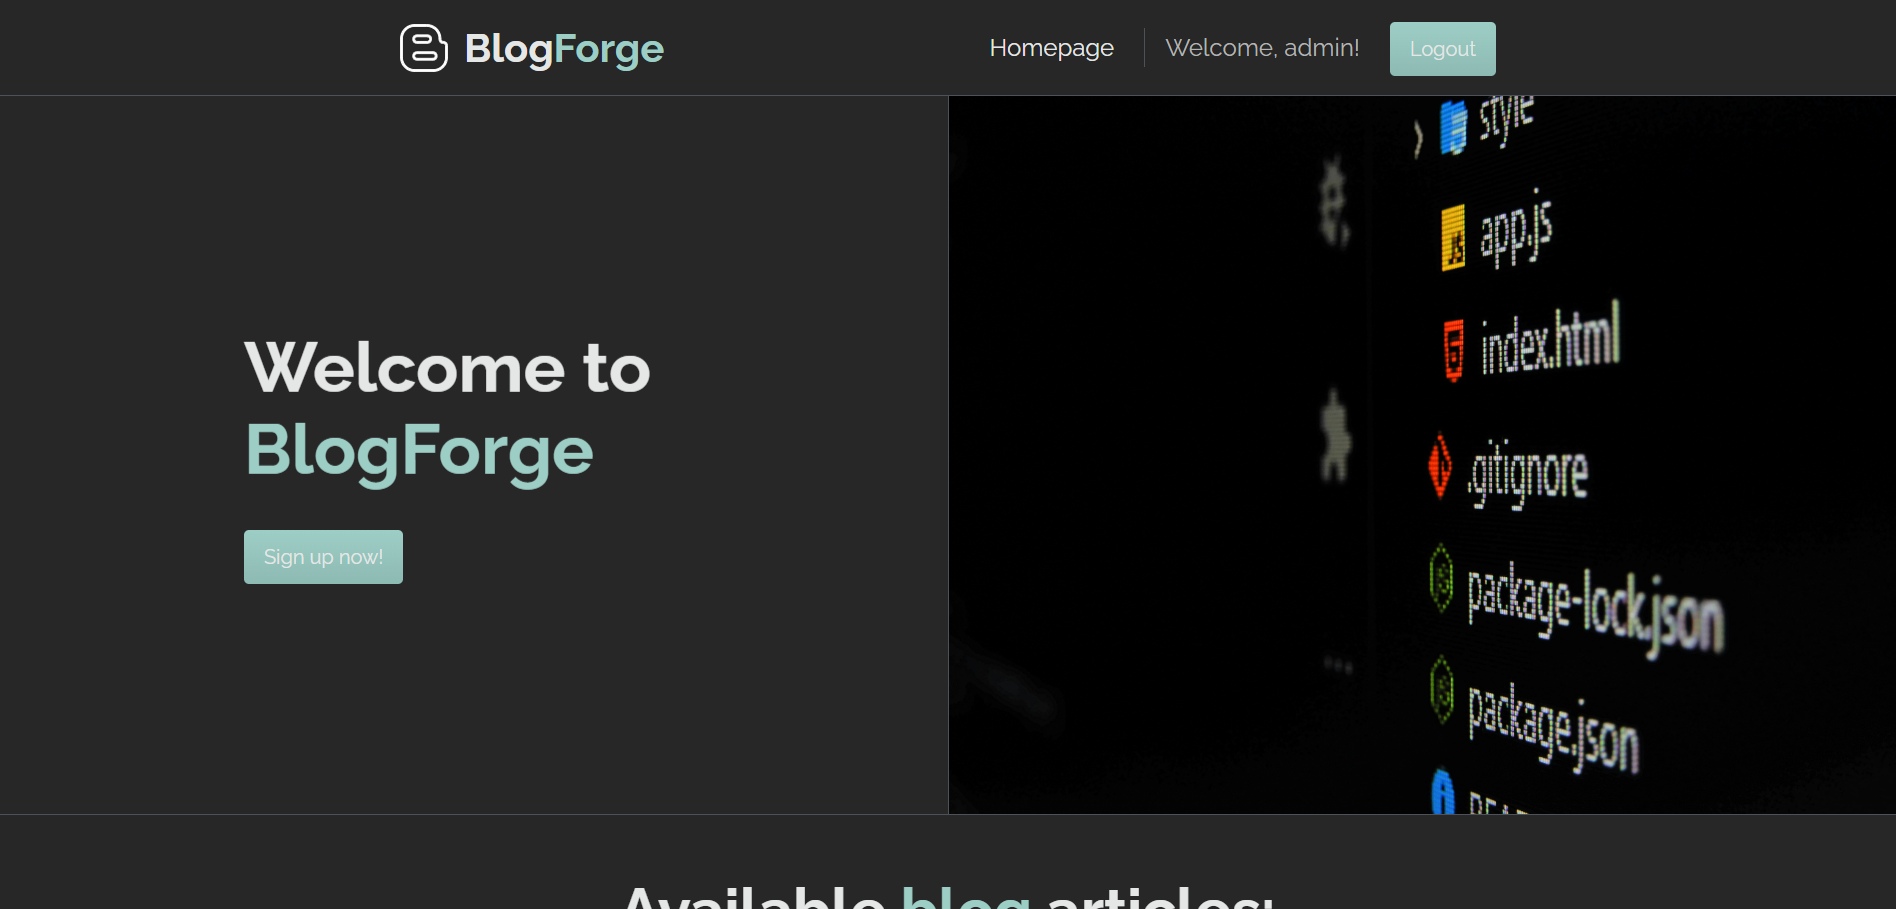 BlogForge
Homepage
Welcome, admin!
Logout
Welcome to
BlogForge
Sign up now!
style
app.js
index.html
.gitignore
package-lock.json
package.json
Available blog articles: